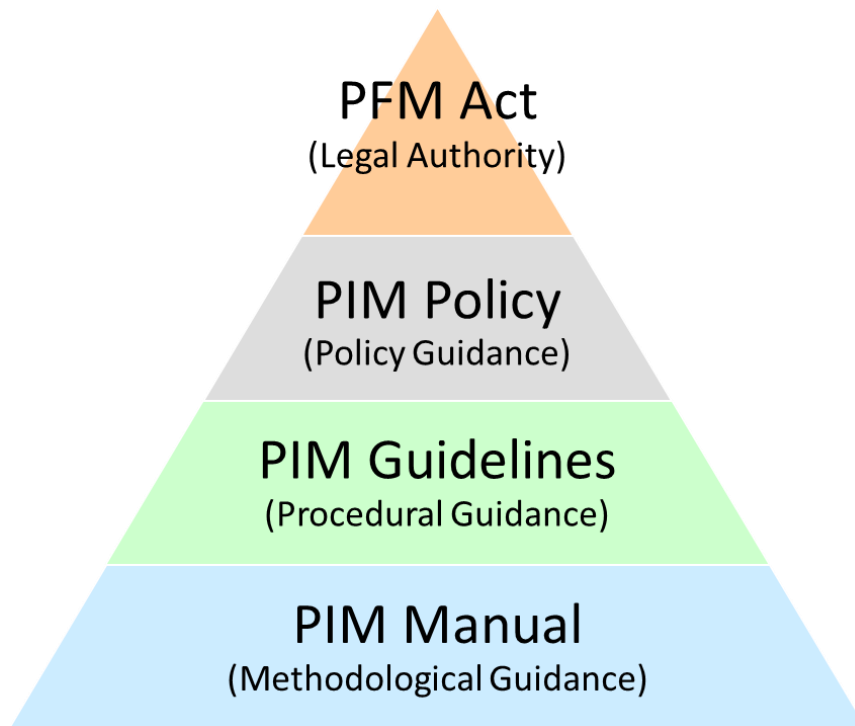 PFM Act
(Legal Authority)
PIM Policy
(Policy Guidance)
PIM Guidelines
(Procedural Guidance)
PIM Manual
(Methodological Guidance)